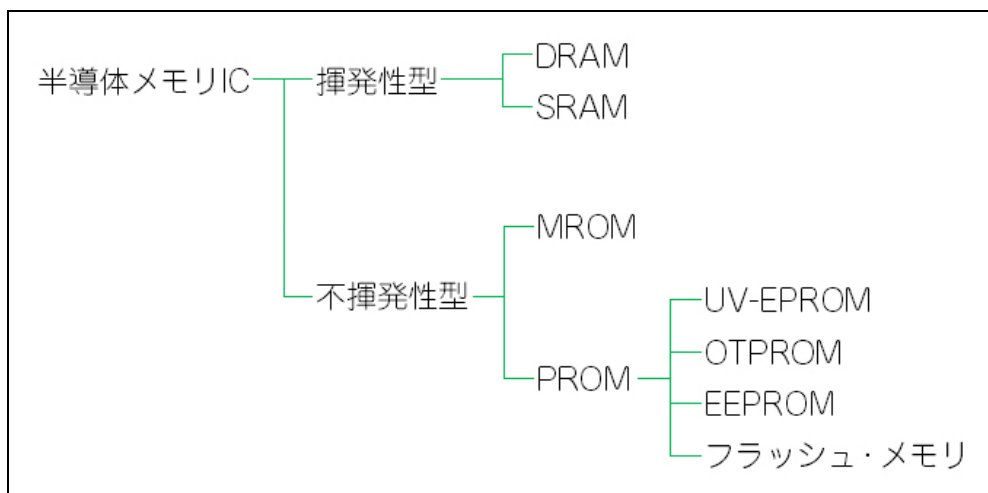 半導体メモリIC
揮発性型
DRAM
SRAM
不揮発性型
MROM
PROM
UV-EPROM
OTPROM
EEPROM
フラッシュ・メモリ